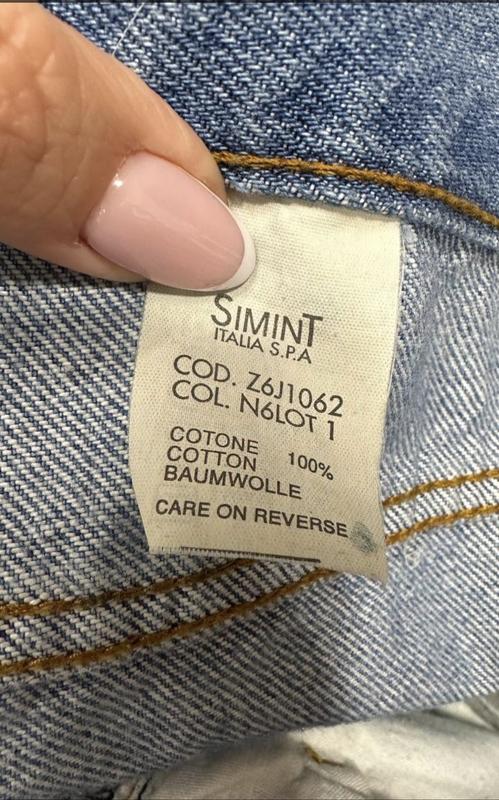 SIMINT
ITALIA S.P.A
COD. Z6J1062
COL. N6LOT 1
COTONE
COTTON 100%
BAUMWOLLE
CARE ON REVERSE